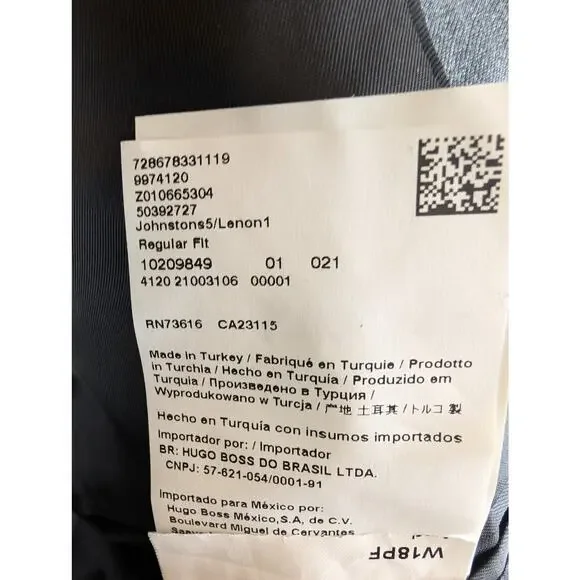 728678331119
9974120
Z010665304
50392727
Johnstons5/Lenon1
Regular Fit
10209849 01 021
4120 21003106 00001
RN73616 CA23115
Made in Turkey / Fabriqué en Turquie / Prodotto
in Turchia / Hecho en Turquía / Produzido em
Turquia / Произведено в Турция /
Wyprodukowano w Turcja / 产地 土耳其 / トルコ 製
Hecho en Turquía con insumos importados
Importador por: / Importador
BR: HUGO BOSS DO BRASIL LTDA.
CNPJ: 57-621-054/0001-91
Importado para México por:
Hugo Boss México,S,A, de C.V.
Boulevard Miguel de Cervantes
W18PF